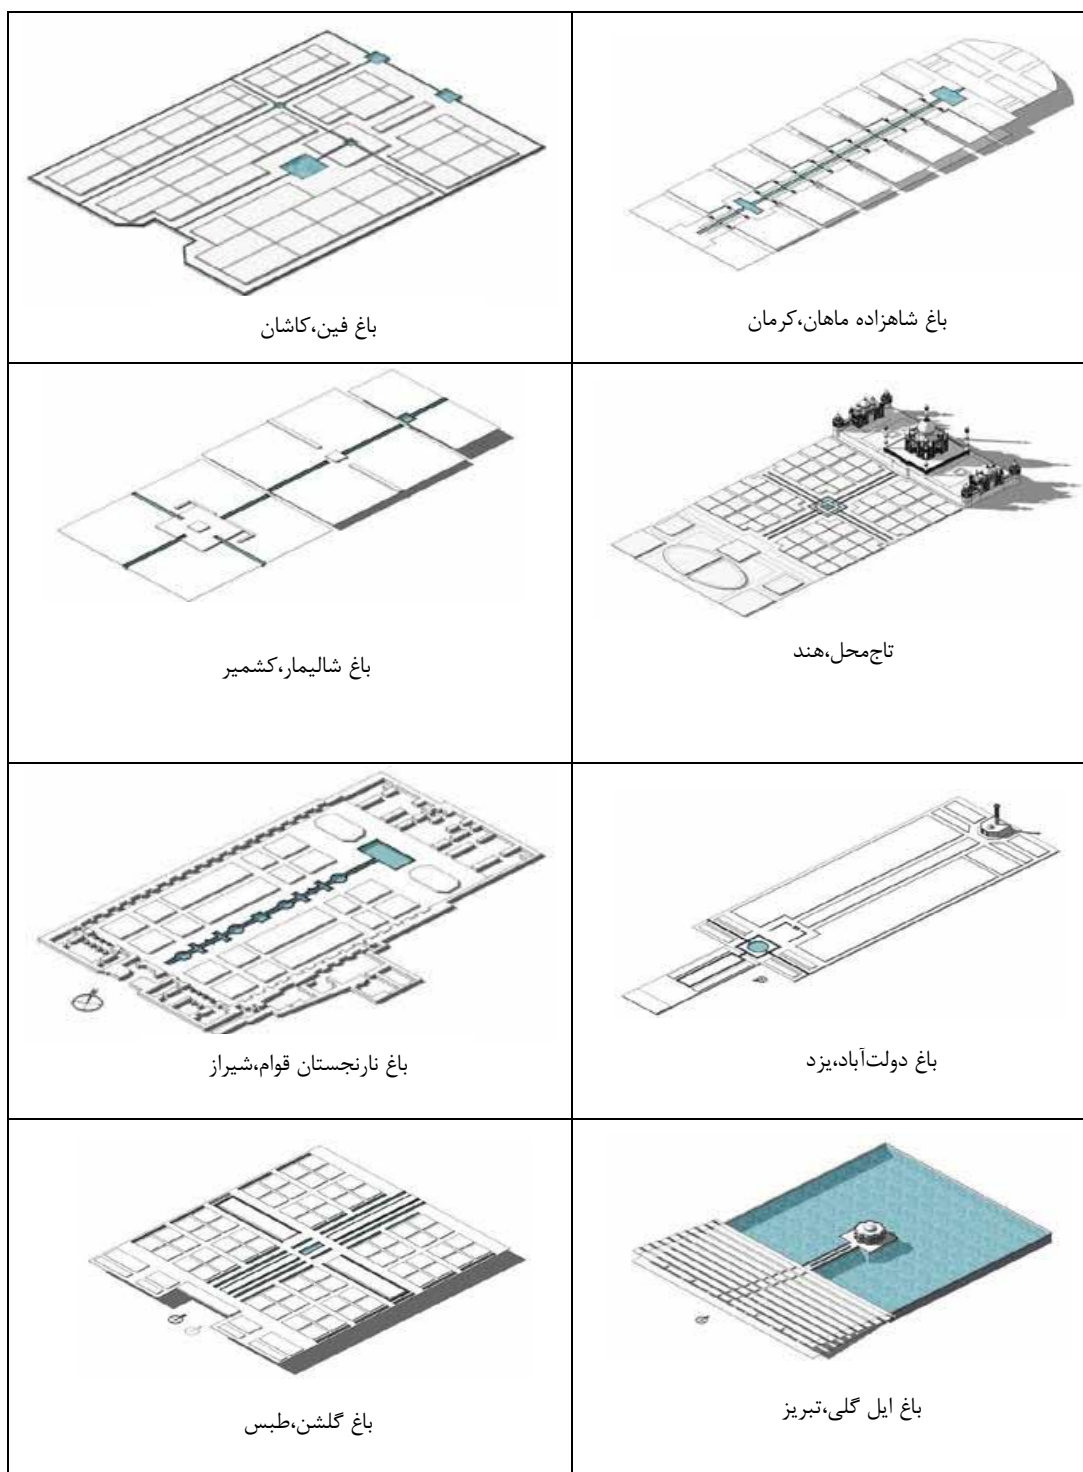 باغ شاهزاده ماهان،کرمان
باغ فین،کاشان
تاج‌محل،هند
باغ شالیمار،کشمیر
باغ دولت‌آباد،یزد
باغ نارنجستان قوام،شیراز
باغ ایل گلی،تبریز
باغ گلشن،طبس